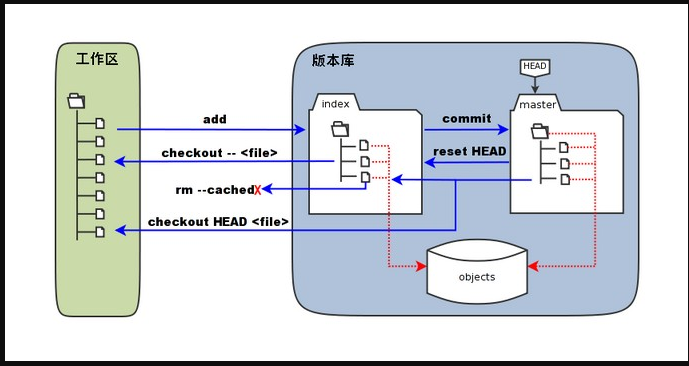 工作区
版本库
HEAD
index
master
add
commit
checkout -- <file>
reset HEAD
rm --cachedX
checkout HEAD <file>
objects